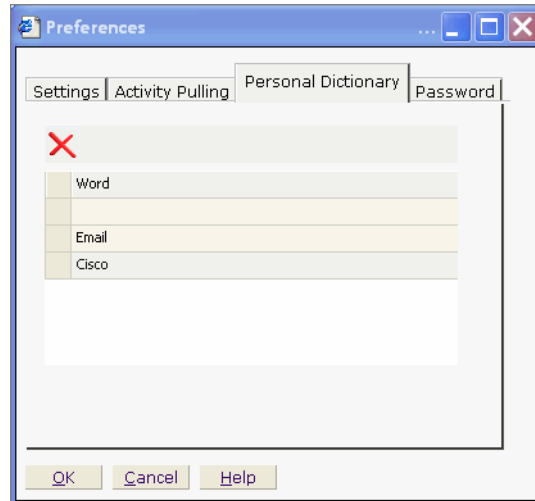 Preferences ...
Settings Activity Pulling Personal Dictionary Password
Word
Email
Cisco
OK Cancel Help